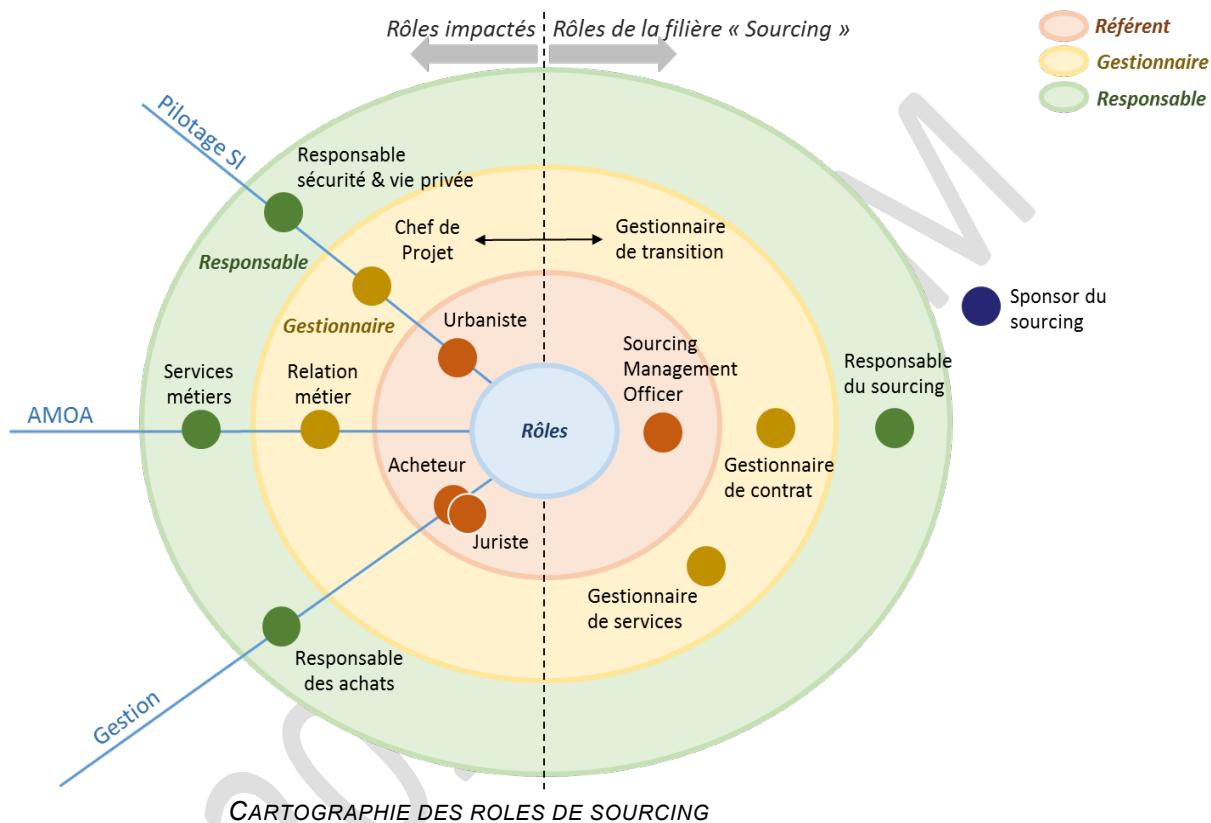 Rôles impactés
Rôles de la filière « Sourcing »
Référent
Gestionnaire
Responsable
Pilotage SI
Responsable
sécurité & vie privée
Chef de
Projet
Gestionnaire
de transition
Responsable
Gestionnaire
Urbaniste
Sponsor du
sourcing
Sourcing
Management
Officer
Responsable
du sourcing
Services
métiers
Relation
métier
AMOA
Rôles
Acheteur
Gestionnaire
de contrat
Juriste
Gestionnaire
de services
Responsable
des achats
Gestion
CARTOGRAPHIE DES ROLES DE SOURCING